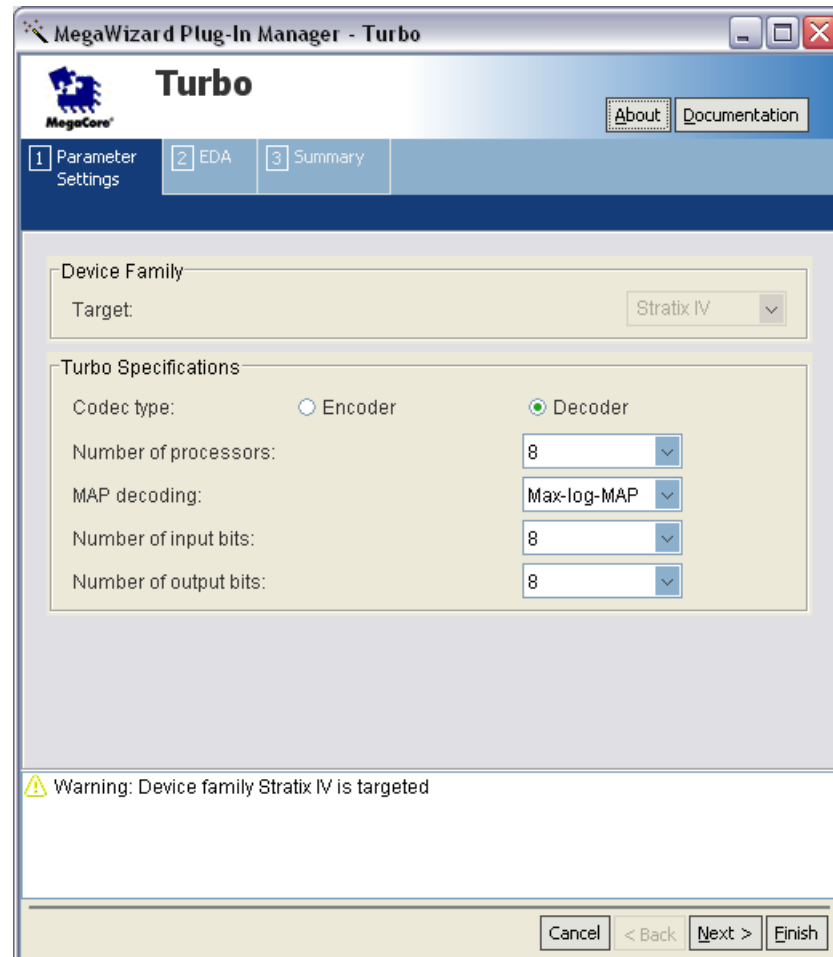 MegaWizard Plug-In Manager - Turbo
Turbo
MegaCore®
About Documentation
1 Parameter Settings
2 EDA
3 Summary
Device Family
Target: Stratix IV
Turbo Specifications
Codec type: Encoder Decoder
Number of processors: 8
MAP decoding: Max-log-MAP
Number of input bits: 8
Number of output bits: 8
Warning: Device family Stratix IV is targeted
Cancel < Back Next > Finish